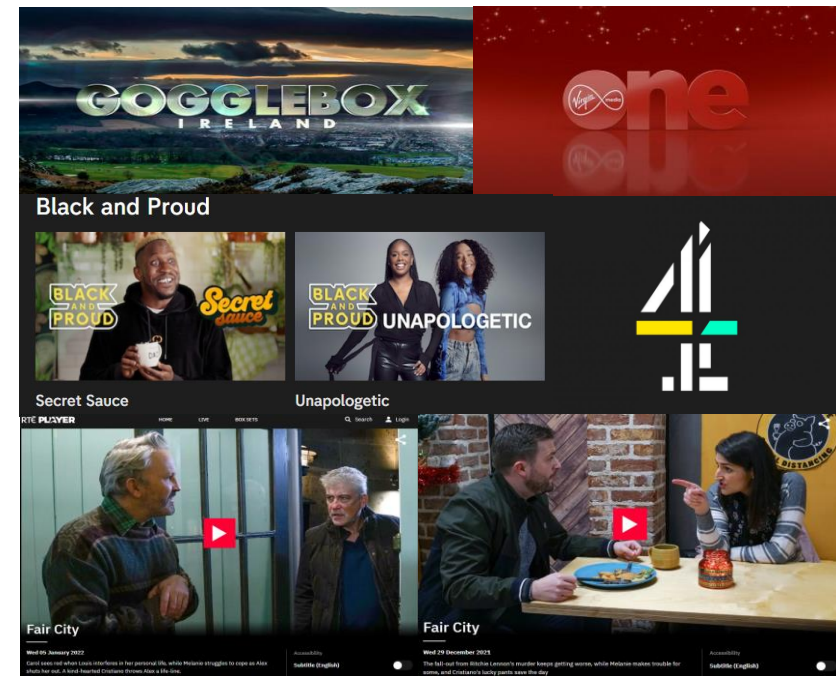 GOGGLEBOX
IRELAND
Virgin media
one
Black and Proud
BLACK AND PROUD
Secret sauce
BLACK AND PROUD
UNAPOLOGETIC
4
Secret Sauce
Unapologetic
RTÉ PLAYER
HOME
LIVE
BOX SETS
Search
Login
DISTANCING
Fair City
Wed 05 January 2022
Carol sees red when Louis interferes in her personal life, while Melanie struggles to cope as Alex
shuts her out. A kind-hearted Cristiano throws Alex a life-line.
Accessibility
Subtitle (English)
Fair City
Wed 29 December 2021
The fall-out from Ritchie Lennon's murder keeps getting worse, while Melanie makes trouble for
some, and Cristiano's lucky pants save the day
Accessibility
Subtitle (English)